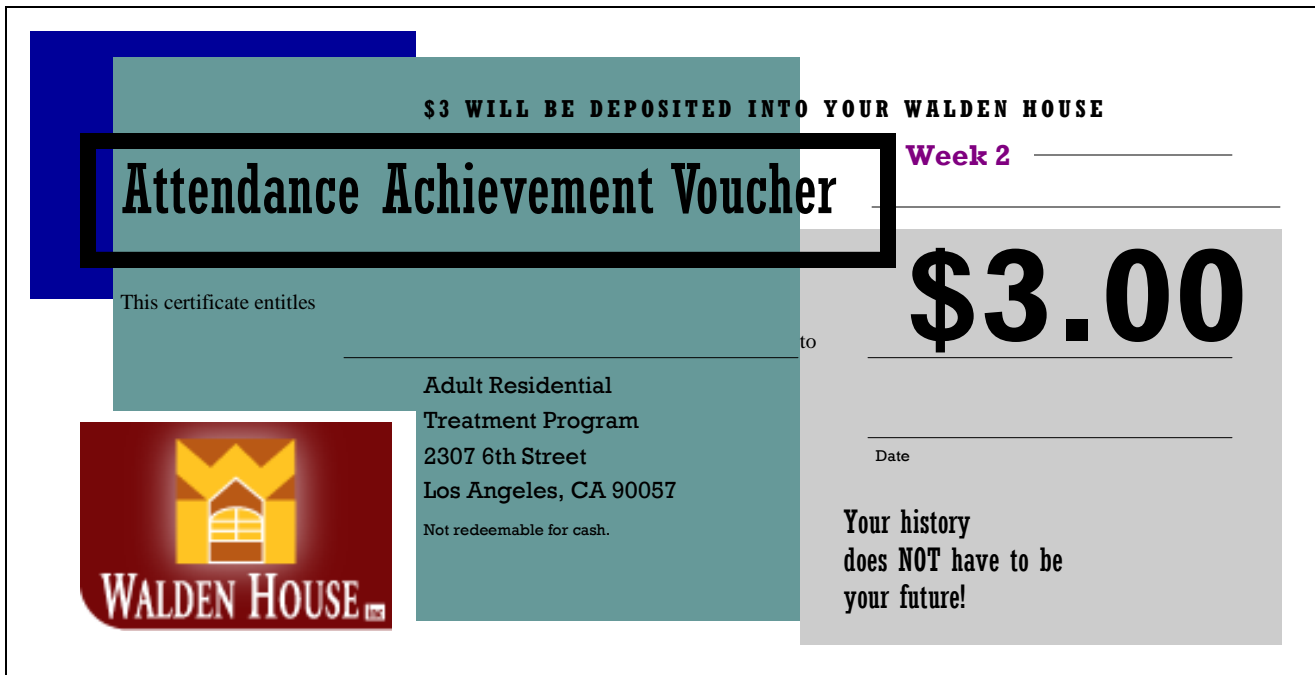 $3 WILL BE DEPOSITED INTO YOUR WALDEN HOUSE
Week 2
Attendance Achievement Voucher
$3.00
This certificate entitles
to
Adult Residential
Treatment Program
2307 6th Street
Los Angeles, CA 90057
Not redeemable for cash.
Date
Your history
does NOT have to be
your future!
WALDEN HOUSE Inc